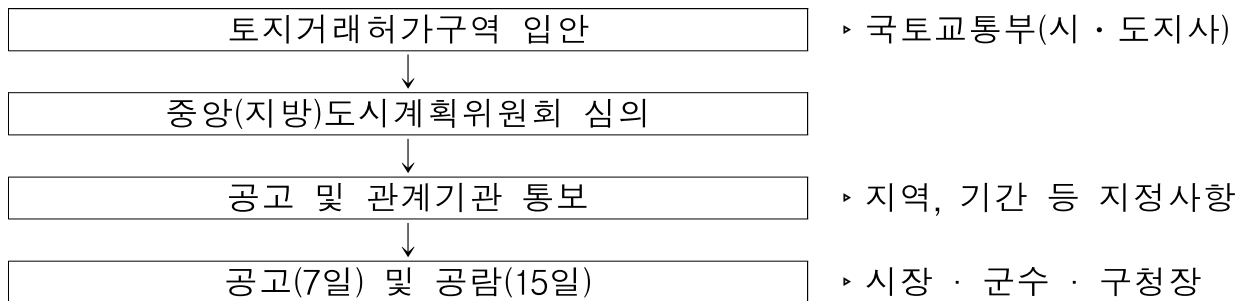 토지거래허가구역 입안 ▹ 국토교통부(시・도지사)
중앙(지방)도시계획위원회 심의
공고 및 관계기관 통보 ▹ 지역, 기간 등 지정사항
공고(7일) 및 공람(15일) ▹ 시장 · 군수 · 구청장